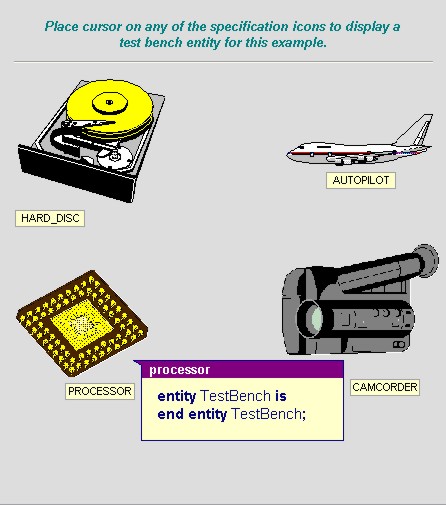 Place cursor on any of the specification icons to display a
test bench entity for this example.
AUTOPILOT
HARD_DISC
PROCESSOR
processor
entity TestBench is
end entity TestBench;
CAMCORDER